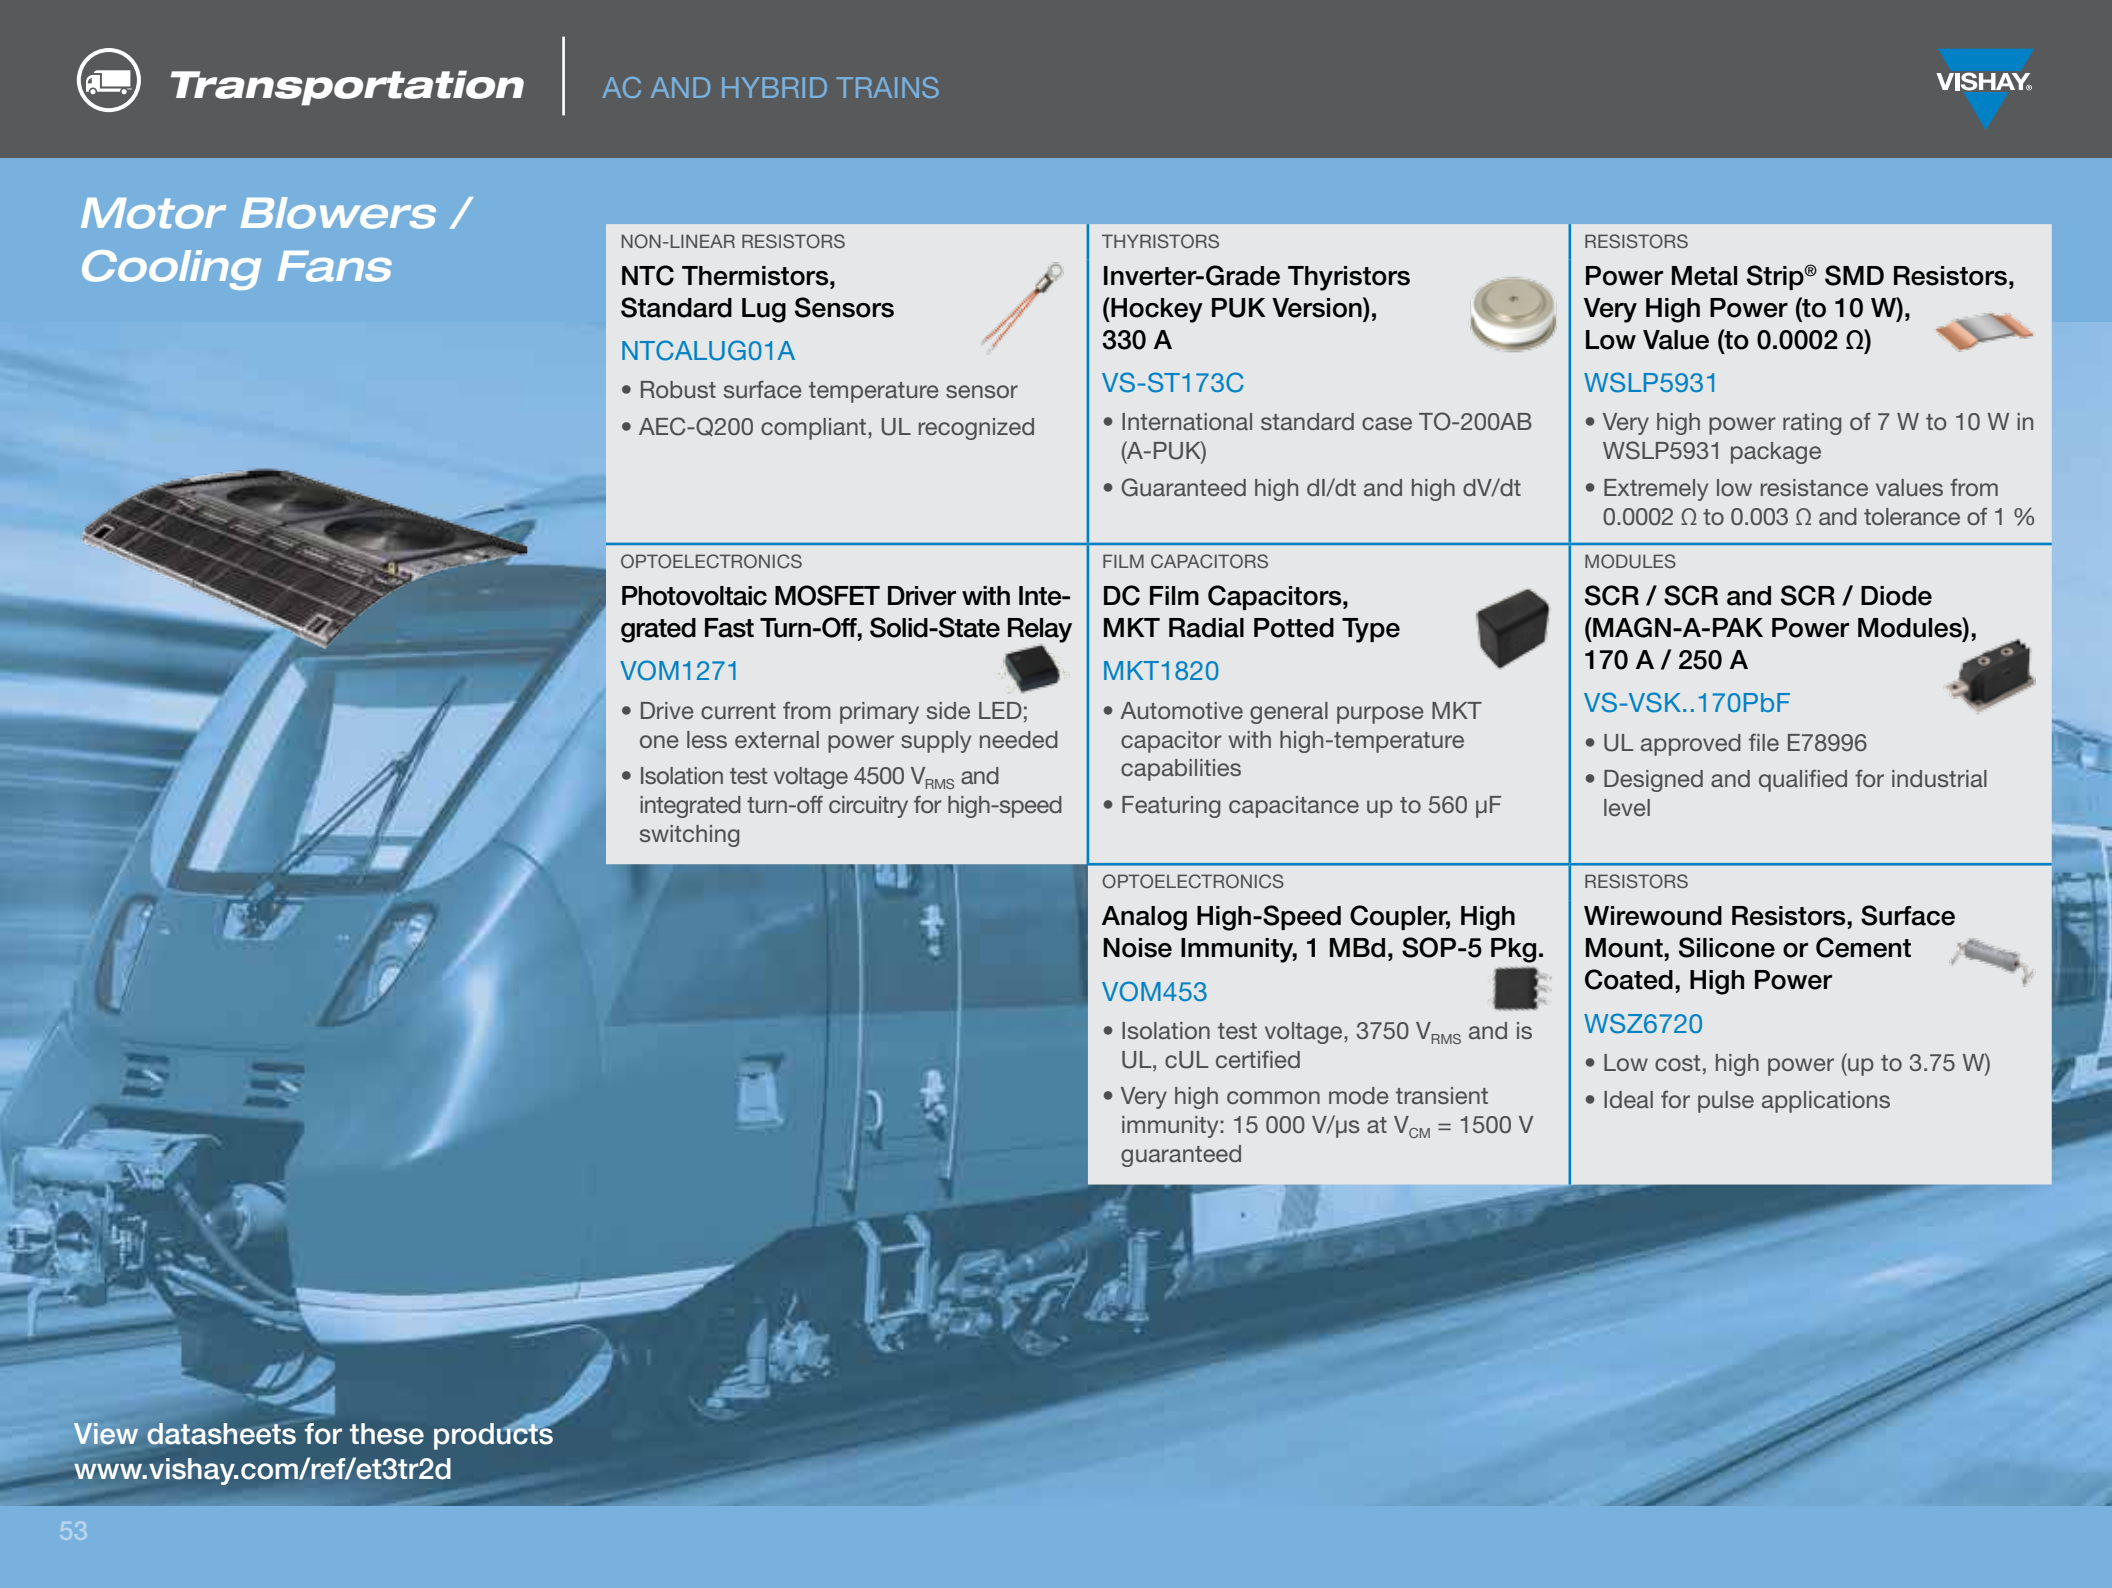 Transportation
AC AND HYBRID TRAINS
VISHAY®
Motor Blowers /
Cooling Fans
NON-LINEAR RESISTORS
NTC Thermistors,
Standard Lug Sensors
NTCALUG01A
• Robust surface temperature sensor
• AEC-Q200 compliant, UL recognized
THYRISTORS
Inverter-Grade Thyristors
(Hockey PUK Version),
330 A
VS-ST173C
• International standard case TO-200AB
(A-PUK)
• Guaranteed high dI/dt and high dV/dt
RESISTORS
Power Metal Strip® SMD Resistors,
Very High Power (to 10 W),
Low Value (to 0.0002 Ω)
WSLP5931
• Very high power rating of 7 W to 10 W in
WSLP5931 package
• Extremely low resistance values from
0.0002 Ω to 0.003 Ω and tolerance of 1 %
OPTOELECTRONICS
Photovoltaic MOSFET Driver with Inte-
grated Fast Turn-Off, Solid-State Relay
VOM1271
• Drive current from primary side LED;
one less external power supply needed
• Isolation test voltage 4500 VRMS and
integrated turn-off circuitry for high-speed
switching
FILM CAPACITORS
DC Film Capacitors,
MKT Radial Potted Type
MKT1820
• Automotive general purpose MKT
capacitor with high-temperature
capabilities
• Featuring capacitance up to 560 µF
MODULES
SCR / SCR and SCR / Diode
(MAGN-A-PAK Power Modules),
170 A / 250 A
VS-VSK..170PbF
• UL approved file E78996
• Designed and qualified for industrial
level
OPTOELECTRONICS
Analog High-Speed Coupler, High
Noise Immunity, 1 MBd, SOP-5 Pkg.
VOM453
• Isolation test voltage, 3750 VRMS and is
UL, cUL certified
• Very high common mode transient
immunity: 15 000 V/µs at VCM = 1500 V
guaranteed
RESISTORS
Wirewound Resistors, Surface
Mount, Silicone or Cement
Coated, High Power
WSZ6720
• Low cost, high power (up to 3.75 W)
• Ideal for pulse applications
View datasheets for these products
www.vishay.com/ref/et3tr2d
53